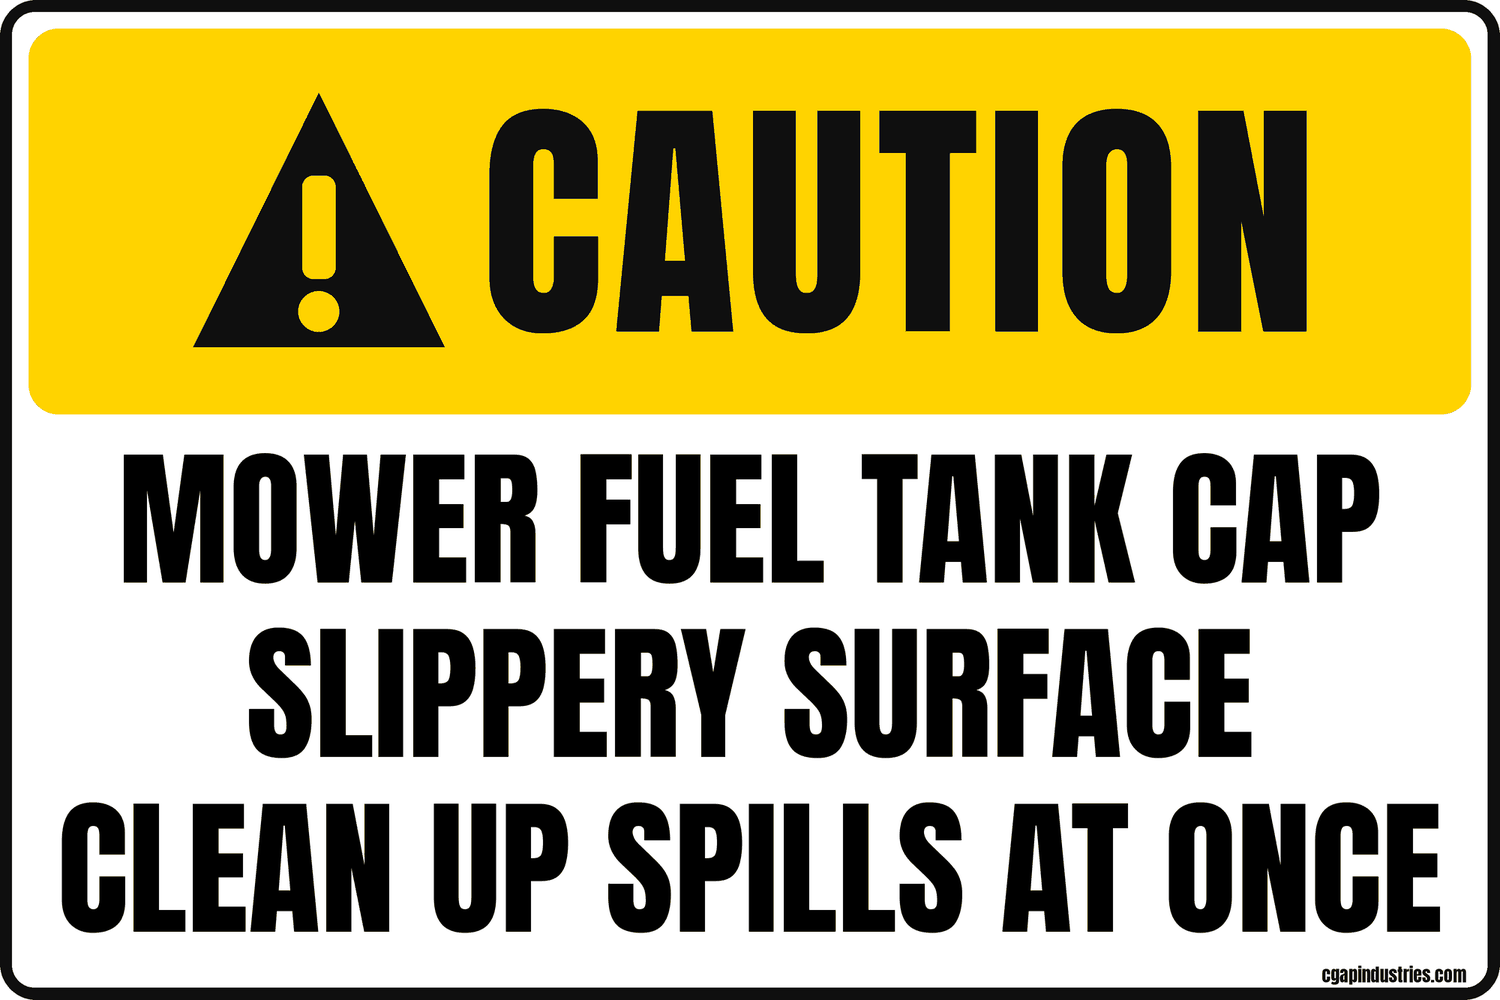 CAUTION
MOWER FUEL TANK CAP
SLIPPERY SURFACE
CLEAN UP SPILLS AT ONCE
cgapindustries.com